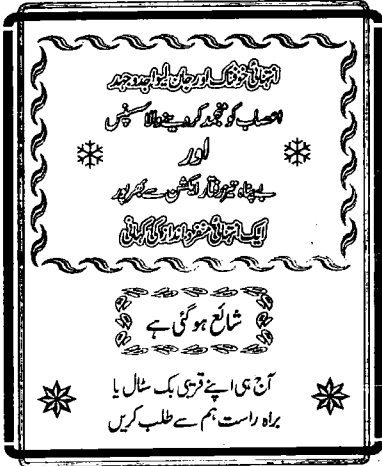 انتہائی خوفناک اور جان لیوا جدوجہد
اعصاب کو منجمد کر دینے والا سسپنس
اور
بے پناہ تیز رفتار ایکشن سے بھرپور
ایک انتہائی منفرد انداز کی کہانی
شائع ہو گئی ہے
آج ہی اپنے قریبی بک سٹال یا
براہ راست ہم سے طلب کریں